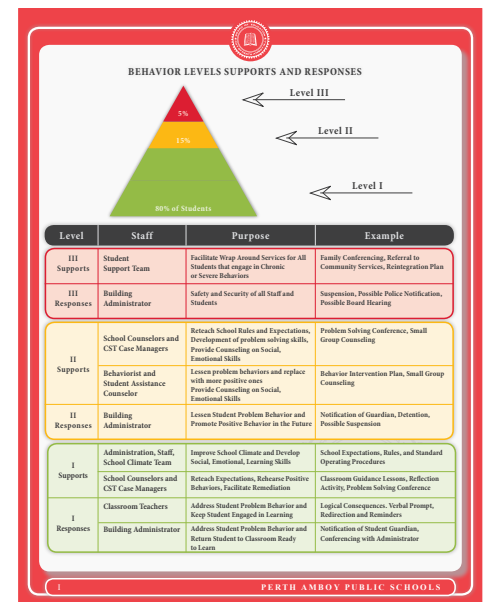 BEHAVIOR LEVELS SUPPORTS AND RESPONSES
Level III
5%
Level II
15%
Level I
80% of Students
Level Staff Purpose Example
III
Supports
Student
Support Team
Facilitate Wrap Around Services for All
Students that engage in Chronic
or Severe Behaviors
Family Conferencing, Referral to
Community Services, Reintegration Plan
III
Responses
Building
Administrator
Safety and Security of all Staff and
Students
Suspension, Possible Police Notification,
Possible Board Hearing
II
Supports
School Counselors and
CST Case Managers
Reteach School Rules and Expectations,
Development of problem solving skills,
Provide Counseling on Social,
Emotional Skills
Problem Solving Conference, Small
Group Counseling
Behaviorist and
Student Assistance
Counselor
Lessen problem behaviors and replace
with more positive ones
Provide Counseling on Social,
Emotional Skills
Behavior Intervention Plan, Small Group
Counseling
II
Responses
Building
Administrator
Lessen Student Problem Behavior and
Promote Positive Behavior in the Future
Notification of Guardian, Detention,
Possible Suspension
I
Supports
Administration, Staff,
School Climate Team
Improve School Climate and Develop
Social, Emotional, Learning Skills
School Expectations, Rules, and Standard
Operating Procedures
School Counselors and
CST Case Managers
Reteach Expectations, Rehearse Positive
Behaviors, Facilitate Remediation
Classroom Guidance Lessons, Reflection
Activity, Problem Solving Conference
I
Responses
Classroom Teachers
Address Student Problem Behavior and
Keep Student Engaged in Learning
Logical Consequences. Verbal Prompt,
Redirection and Reminders
Building Administrator
Address Student Problem Behavior and
Return Student to Classroom Ready
to Learn
Notification of Student Guardian,
Conferencing with Administrator
i
PERTH AMBOY PUBLIC SCHOOLS